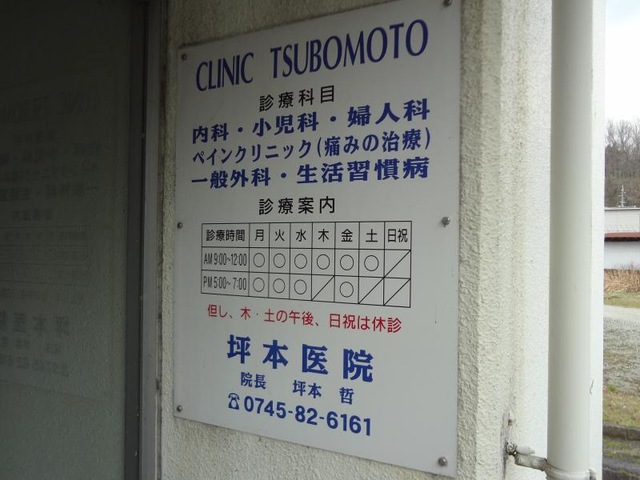 CLINIC TSUBOMOTO
診療科目
内科・小児科・婦人科
ペインクリニック(痛みの治療)
一般外科・生活習慣病
診療案内
診療時間 月 火 水 木 金 土 日祝
AM 9:00~12:00 ○ ○ ○ ○ ○ ○ ／
PM 5:00~7:00 ○ ○ ○ ／ ○ ／ ／
但し、木・土の午後、日祝は休診
坪本医院
院長 坪本 哲
☎0745-82-6161